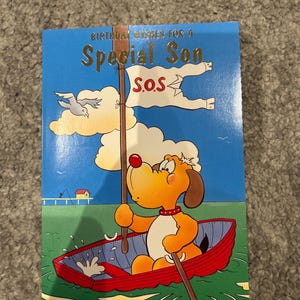 BIRTHDAY WISHES FOR A
Special Son
S.O.S